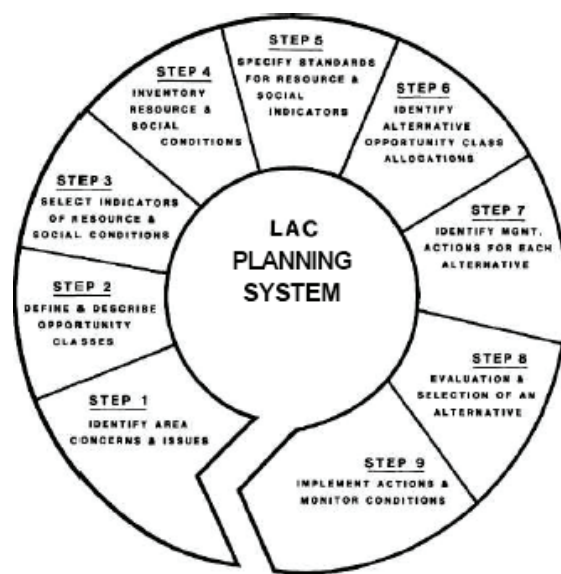 LAC
PLANNING
SYSTEM
STEP 1
IDENTIFY AREA
CONCERNS & ISSUES
STEP 2
DEFINE & DESCRIBE
OPPORTUNITY
CLASSES
STEP 3
SELECT INDICATORS
OF RESOURCE &
SOCIAL CONDITIONS
STEP 4
INVENTORY
RESOURCE &
SOCIAL
CONDITIONS
STEP 5
SPECIFY STANDARDS
FOR RESOURCE &
SOCIAL
INDICATORS
STEP 6
IDENTIFY
ALTERNATIVE
OPPORTUNITY CLASS
ALLOCATIONS
STEP 7
IDENTIFY MGNT.
ACTIONS FOR EACH
ALTERNATIVE
STEP 8
EVALUATION &
SELECTION OF AN
ALTERNATIVE
STEP 9
IMPLEMENT ACTIONS &
MONITOR CONDITIONS